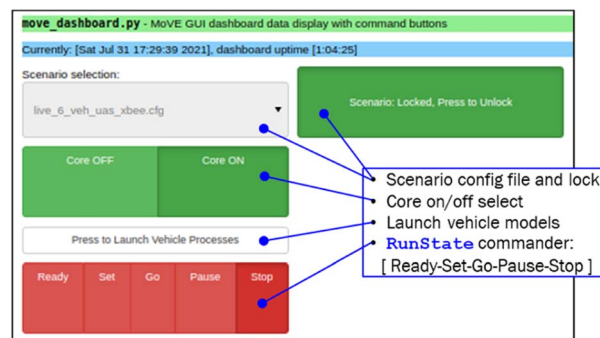 move_dashboard.py - MoVE GUI dashboard data display with command buttons
Currently: [Sat Jul 31 17:29:39 2021], dashboard uptime [1:04:25]
Scenario selection:
live_6_veh_uas_xbee.cfg
Scenario: Locked, Press to Unlock
Core OFF Core ON
Press to Launch Vehicle Processes
Ready Set Go Pause Stop
• Scenario config file and lock
• Core on/off select
• Launch vehicle models
• RunState commander:
[ Ready-Set-Go-Pause-Stop ]